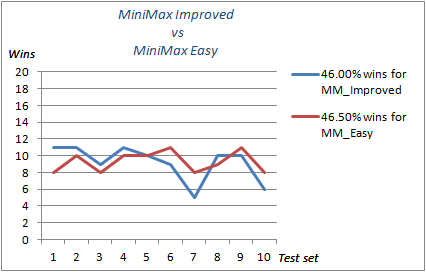 MiniMax Improved
vs
MiniMax Easy
Wins
20
18
16
14
12
10
8
6
4
2
0
1 2 3 4 5 6 7 8 9 10
Test set
46.00% wins for
MM_Improved
46.50% wins for
MM_Easy